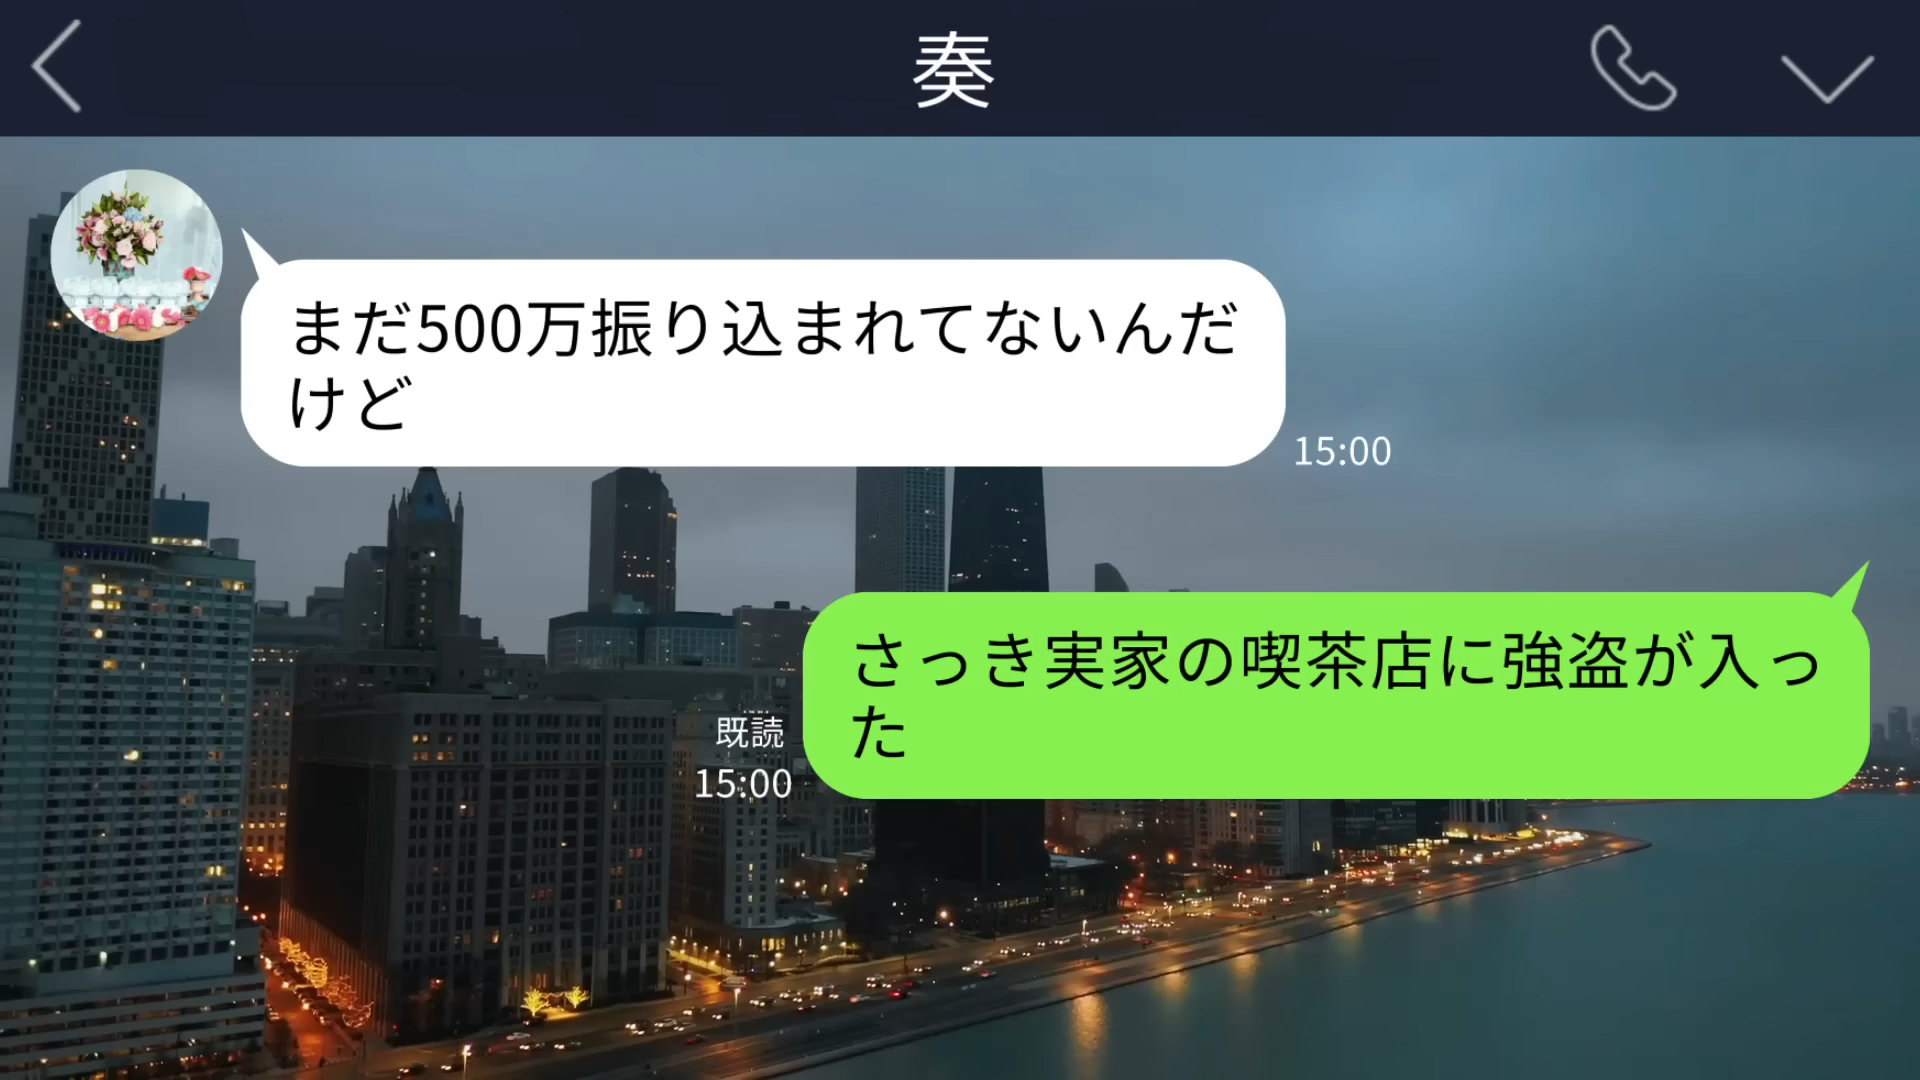 奏
まだ500万振り込まれてないんだ
けど
15:00
さっき実家の喫茶店に強盗が入っ
た
既読
15:00